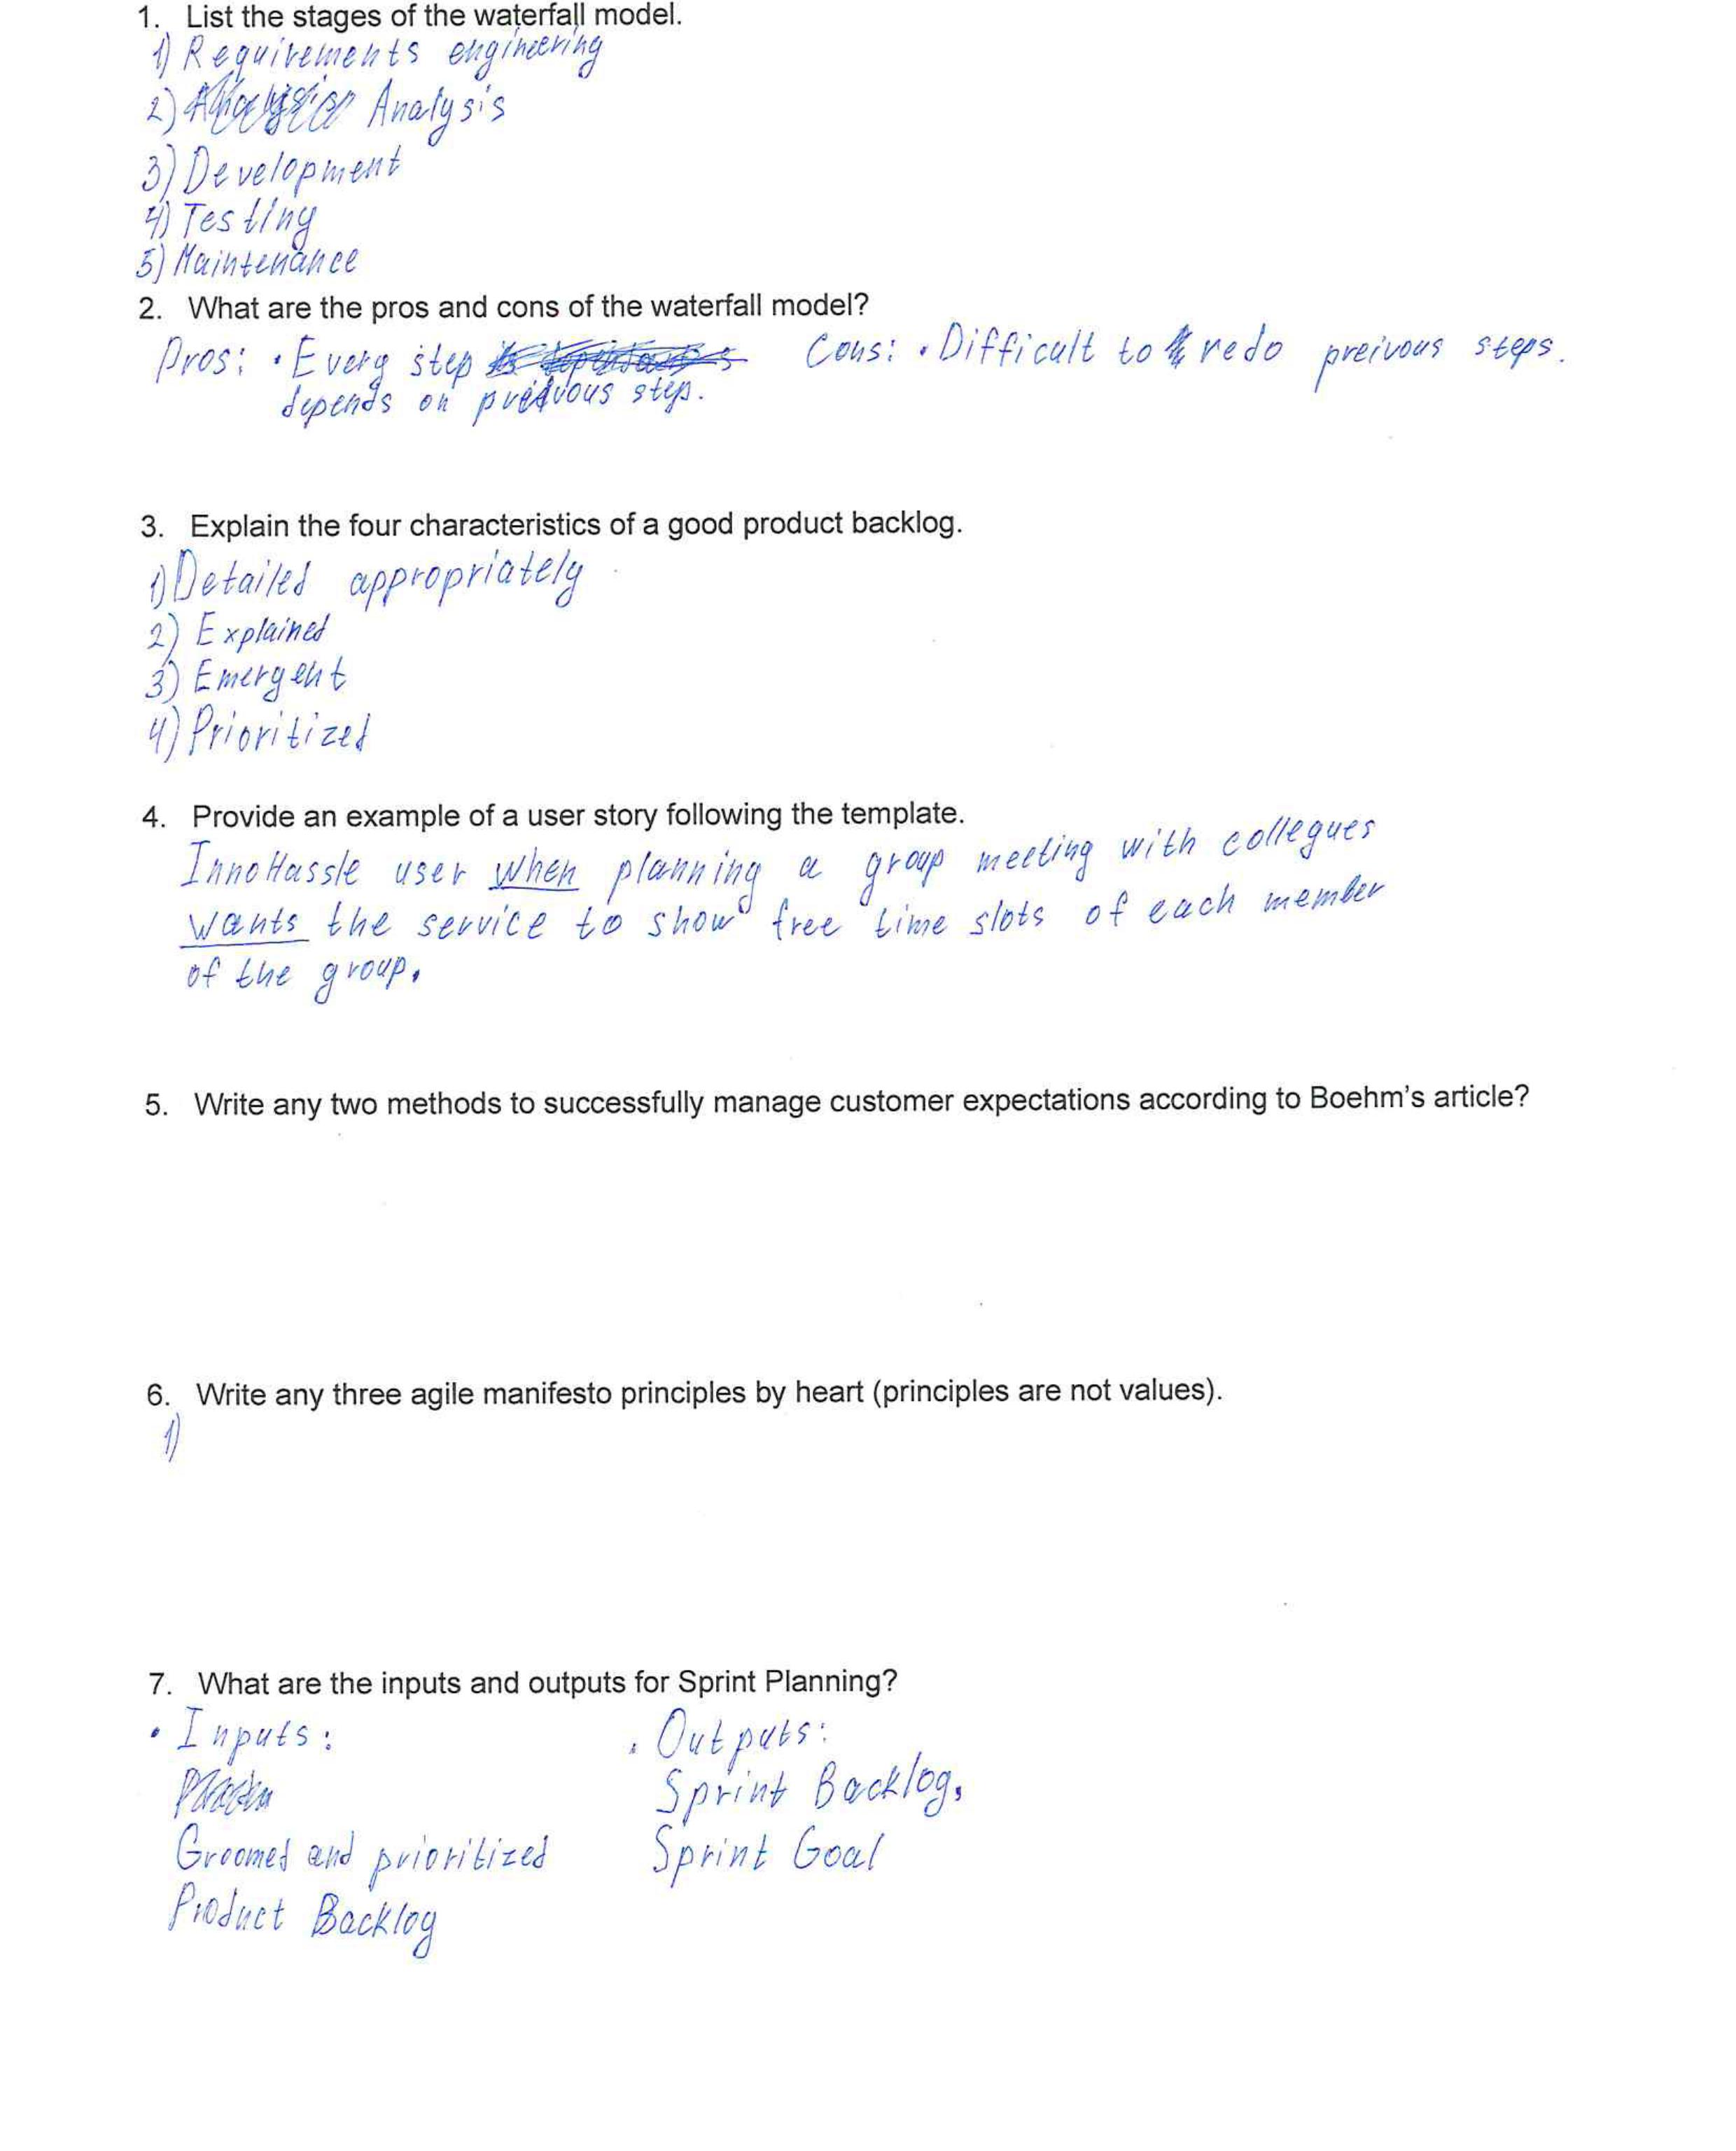 1. List the stages of the waterfall model.
1) Requirements engineering
2) Analysis
3) Development
4) Testing
5) Maintenance
2. What are the pros and cons of the waterfall model?
Pros: • Every step Cons: • Difficult to redo preivous steps.
depends on previous step.
3. Explain the four characteristics of a good product backlog.
1) Detailed appropriately
2) Explained
3) Emergent
4) Prioritized
4. Provide an example of a user story following the template.
InnoHassle user when planning a group meeting with collegues
wants the service to show free time slots of each member
of the group.
5. Write any two methods to successfully manage customer expectations according to Boehm's article?
6. Write any three agile manifesto principles by heart (principles are not values).
1)
7. What are the inputs and outputs for Sprint Planning?
• Inputs: • Outputs:
Sprint Backlog,
Groomed and prioritized Sprint Goal
Product Backlog